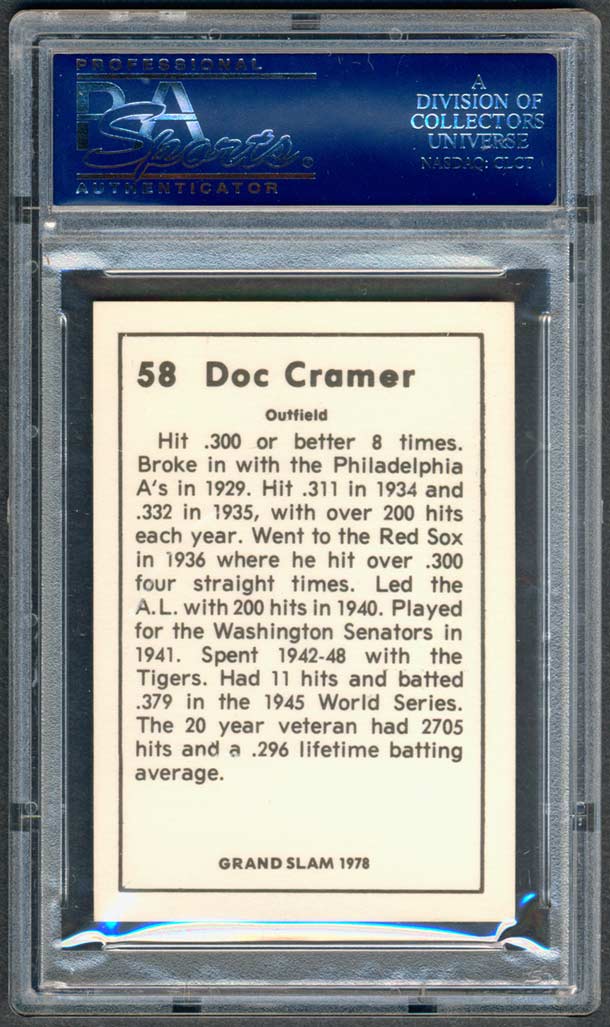 PROFESSIONAL
PSA
Sports
AUTHENTICATOR
A
DIVISION OF
COLLECTORS
UNIVERSE
NASDAQ: CLCT
58 Doc Cramer
Outfield
Hit .300 or better 8 times.
Broke in with the Philadelphia
A's in 1929. Hit .311 in 1934 and
.332 in 1935, with over 200 hits
each year. Went to the Red Sox
in 1936 where he hit over .300
four straight times. Led the
A.L. with 200 hits in 1940. Played
for the Washington Senators in
1941. Spent 1942-48 with the
Tigers. Had 11 hits and batted
.379 in the 1945 World Series.
The 20 year veteran had 2705
hits and a .296 lifetime batting
average.
GRAND SLAM 1978